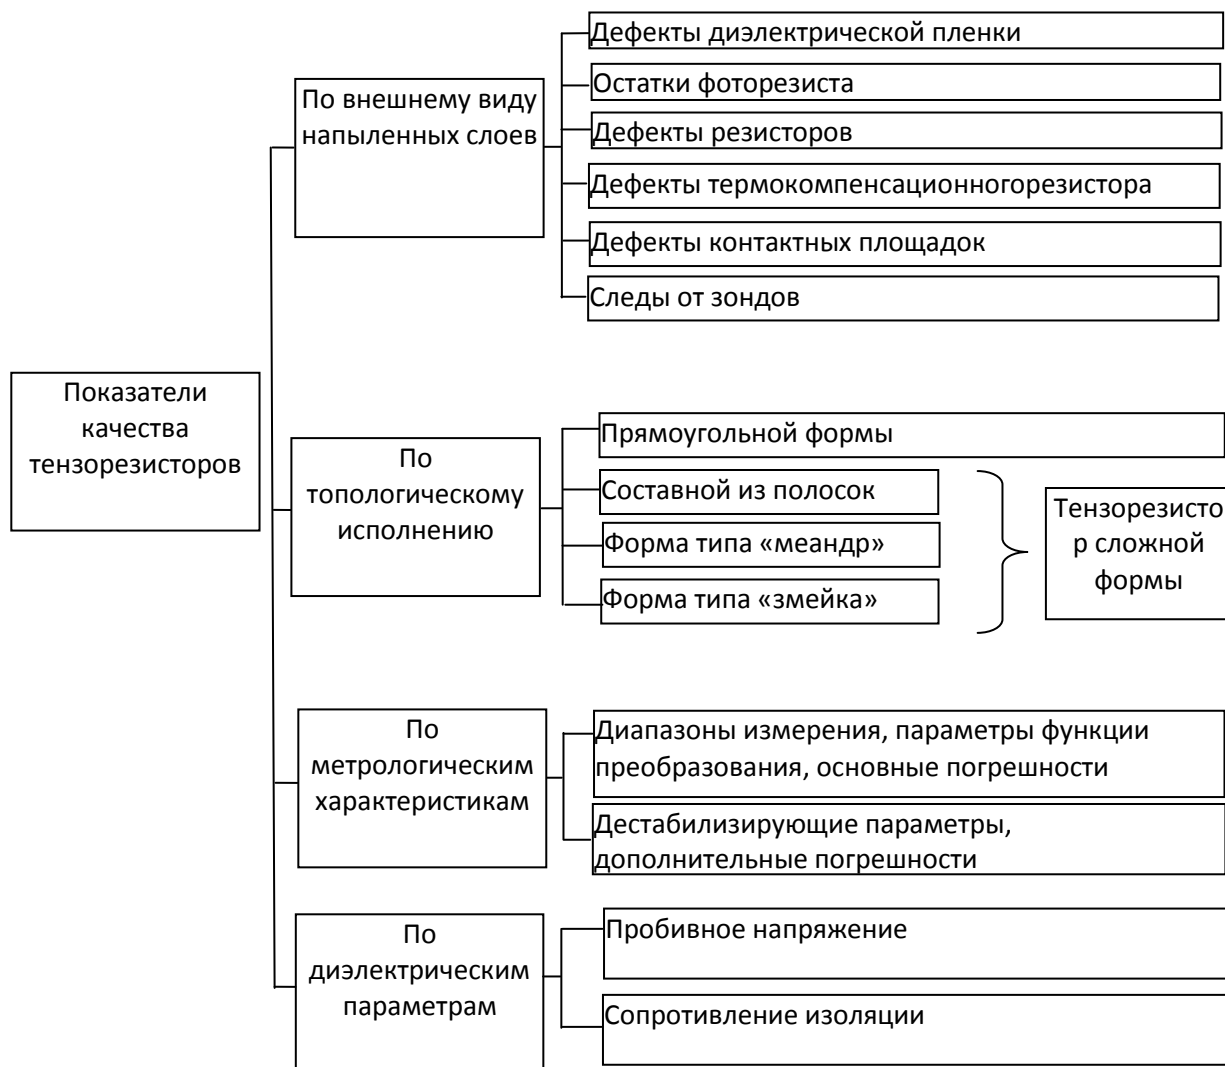 Показатели
качества
тензорезисторов
По внешнему виду
напыленных слоев
Дефекты диэлектрической пленки
Остатки фоторезиста
Дефекты резисторов
Дефекты термокомпенсационногорезистора
Дефекты контактных площадок
Следы от зондов
По
топологическому
исполнению
Прямоугольной формы
Составной из полосок
Форма типа «меандр»
Форма типа «змейка»
Тензорезисто
р сложной
формы
По
метрологическим
характеристикам
Диапазоны измерения, параметры функции
преобразования, основные погрешности
Дестабилизирующие параметры,
дополнительные погрешности
По
диэлектрическим
параметрам
Пробивное напряжение
Сопротивление изоляции